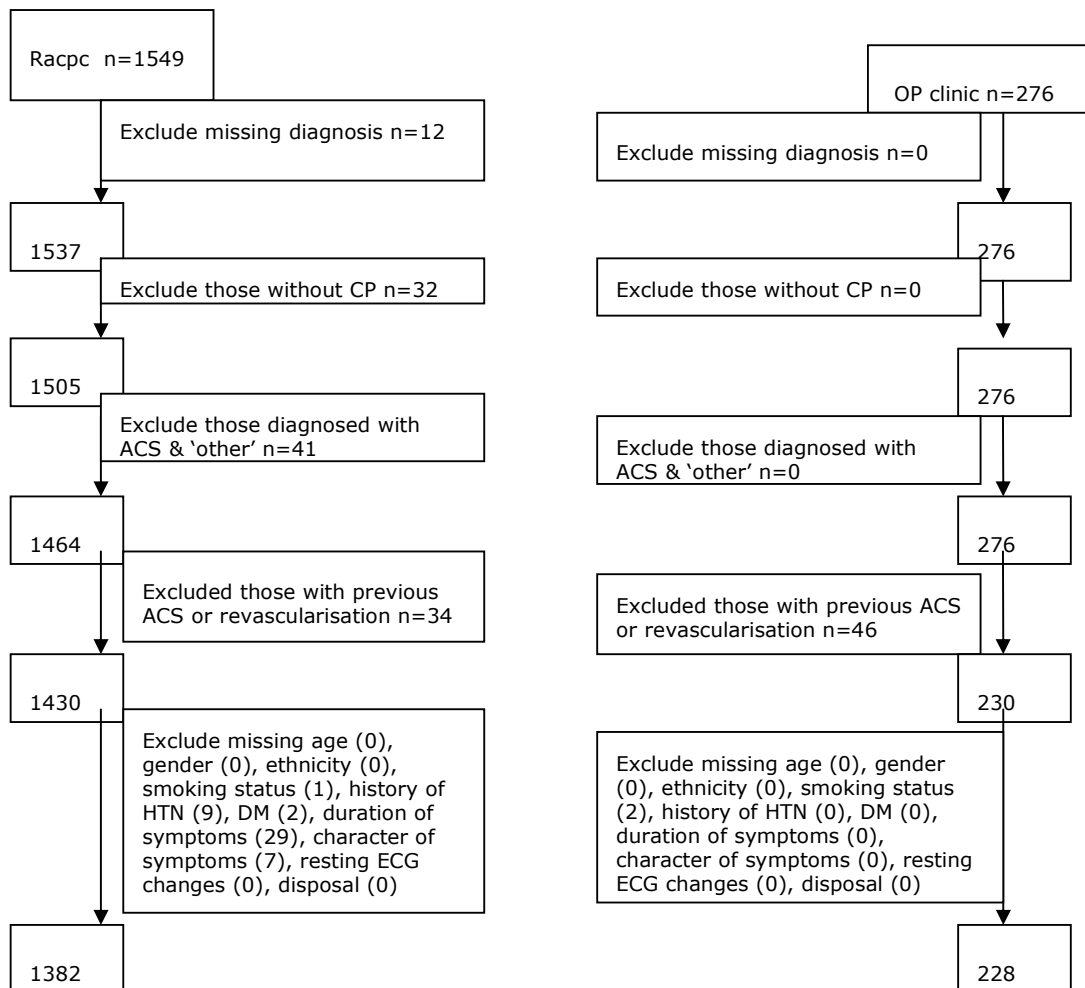 Racpc n=1549
Exclude missing diagnosis n=12
1537
Exclude those without CP n=32
1505
Exclude those diagnosed with
ACS & ‘other’ n=41
1464
Excluded those with previous
ACS or revascularisation n=34
1430
Exclude missing age (0),
gender (0), ethnicity (0),
smoking status (1), history of
HTN (9), DM (2), duration of
symptoms (29), character of
symptoms (7), resting ECG
changes (0), disposal (0)
1382
OP clinic n=276
Exclude missing diagnosis n=0
276
Exclude those without CP n=0
276
Exclude those diagnosed with
ACS & ‘other’ n=0
276
Excluded those with previous ACS
or revascularisation n=46
230
Exclude missing age (0), gender
(0), ethnicity (0), smoking status
(2), history of HTN (0), DM (0),
duration of symptoms (0),
character of symptoms (0), resting
ECG changes (0), disposal (0)
228